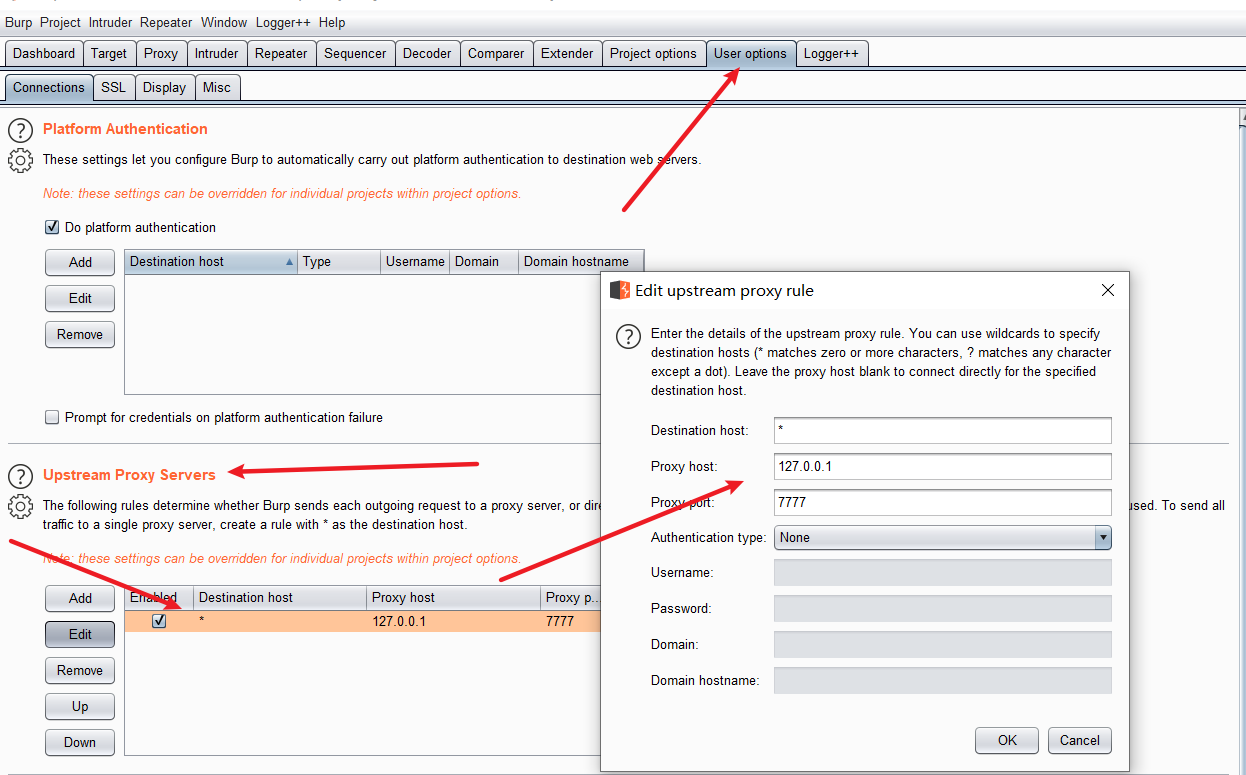 Burp Project Intruder Repeater Window Logger++ Help
Dashboard Target Proxy Intruder Repeater Sequencer Decoder Comparer Extender Project options User options Logger++
Connections SSL Display Misc
Platform Authentication
These settings let you configure Burp to automatically carry out platform authentication to destination web servers.
Note: these settings can be overridden for individual projects within project options.
Do platform authentication
Add
Edit
Remove
Destination host Type Username Domain Domain hostname
Prompt for credentials on platform authentication failure
Upstream Proxy Servers
The following rules determine whether Burp sends each outgoing request to a proxy server, or
used. To send all
traffic to a single proxy server, create a rule with * as the destination host.
Note: these settings can be overridden for individual projects within project options.
Add
Edit
Remove
Up
Down
Enabled Destination host Proxy host Proxy p...
* 127.0.0.1 7777
Edit upstream proxy rule
Enter the details of the upstream proxy rule. You can use wildcards to specify
destination hosts (* matches zero or more characters, ? matches any character
except a dot). Leave the proxy host blank to connect directly for the specified
destination host.
Destination host: *
Proxy host: 127.0.0.1
Proxy port: 7777
Authentication type: None
Username:
Password:
Domain:
Domain hostname:
OK Cancel